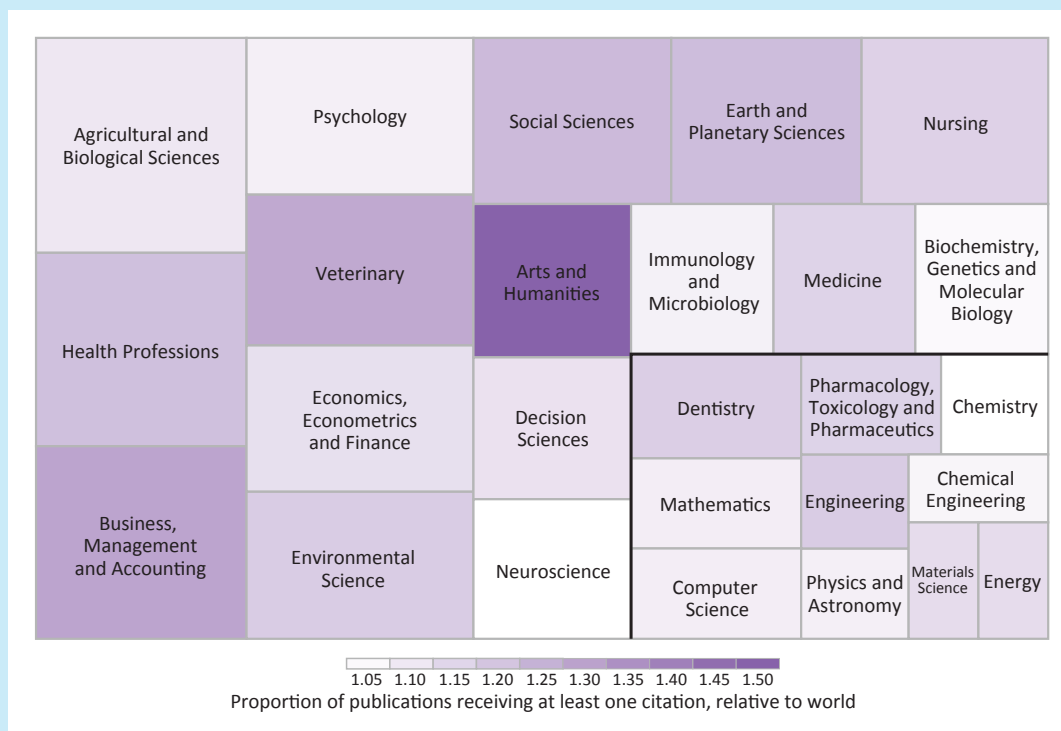 Agricultural and
Biological Sciences
Psychology
Social Sciences
Earth and
Planetary Sciences
Nursing
Health Professions
Veterinary
Arts and
Humanities
Immunology
and
Microbiology
Medicine
Biochemistry,
Genetics and
Molecular
Biology
Economics,
Econometrics
and Finance
Decision
Sciences
Dentistry
Pharmacology,
Toxicology and
Pharmaceutics
Chemistry
Business,
Management
and Accounting
Environmental
Science
Neuroscience
Mathematics
Engineering
Chemical
Engineering
Computer
Science
Physics and
Astronomy
Materials
Science
Energy
1.05 1.10 1.15 1.20 1.25 1.30 1.35 1.40 1.45 1.50
Proportion of publications receiving at least one citation, relative to world